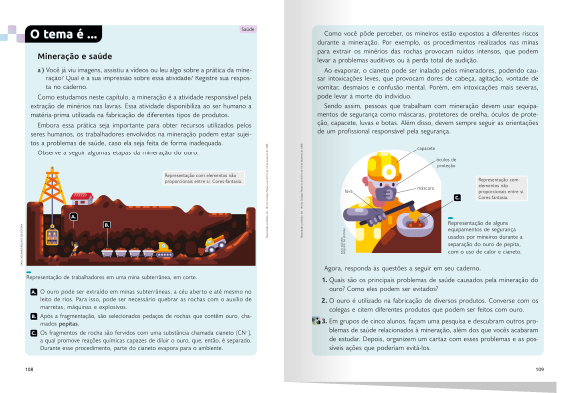 O tema é ...
Saúde
Mineração e saúde
a ) Você já viu imagens, assistiu a vídeos ou leu algo sobre a prática da mine-
ração? Qual é a sua impressão sobre essa atividade? Registre sua respos-
ta no caderno.
Como estudamos neste capítulo, a mineração é a atividade responsável pela
extração de minérios nas lavras. Essa atividade disponibiliza ao ser humano a
matéria-prima utilizada na fabricação de diferentes tipos de produtos.
Embora essa prática seja importante para obter recursos utilizados pelos
seres humanos, os trabalhadores envolvidos na mineração podem estar sujei-
tos a problemas de saúde, caso ela seja feita de forma inadequada.
Observe a seguir algumas etapas da mineração do ouro.
Representação com elementos não
proporcionais entre si. Cores fantasia.
A.
B.
Representação de trabalhadores em uma mina subterrânea, em corte.
A. O ouro pode ser extraído em minas subterrâneas, a céu aberto e até mesmo no
leito de rios. Para isso, pode ser necessário quebrar as rochas com o auxílio de
marretas, máquinas e explosivos.
B. Após a fragmentação, são selecionados pedaços de rochas que contêm ouro, cha-
mados pepitas.
C. Os fragmentos de rocha são fervidos com uma substância chamada cianeto (CN⁻),
a qual promove reações químicas capazes de diluir o ouro, que, então, é separado.
Durante esse procedimento, parte do cianeto evapora para o ambiente.
108
Como você pôde perceber, os mineiros estão expostos a diferentes riscos
durante a mineração. Por exemplo, os procedimentos realizados nas minas
para extrair os minérios das rochas provocam ruídos intensos, que podem
levar a problemas auditivos ou à perda total de audição.
Ao evaporar, o cianeto pode ser inalado pelos mineradores, podendo cau-
sar intoxicações leves, que provocam dores de cabeça, agitação, vontade de
vomitar, desmaios e confusão mental. Porém, em intoxicações mais severas,
pode levar à morte do indivíduo.
Sendo assim, pessoas que trabalham com mineração devem usar equipa-
mentos de segurança como máscaras, protetores de orelha, óculos de prote-
ção, capacete, luvas e botas. Além disso, devem sempre seguir as orientações
de um profissional responsável pela segurança.
capacete
óculos de
proteção
máscara
luva
C.
Representação com
elementos não
proporcionais entre si.
Cores fantasia.
Representação de alguns
equipamentos de segurança
usados por mineiros durante a
separação do ouro de pepita,
com o uso de calor e cianeto.
Agora, responda às questões a seguir em seu caderno.
1. Quais são os principais problemas de saúde causados pela mineração do
ouro? Como eles podem ser evitados?
2. O ouro é utilizado na fabricação de diversos produtos. Converse com os
colegas e citem diferentes produtos que podem ser feitos com ouro.
3. Em grupos de cinco alunos, façam uma pesquisa e descubram outros pro-
blemas de saúde relacionados à mineração, além dos que vocês acabaram
de estudar. Depois, organizem um cartaz com esses problemas e as pos-
síveis ações que poderiam evitá-los.
109